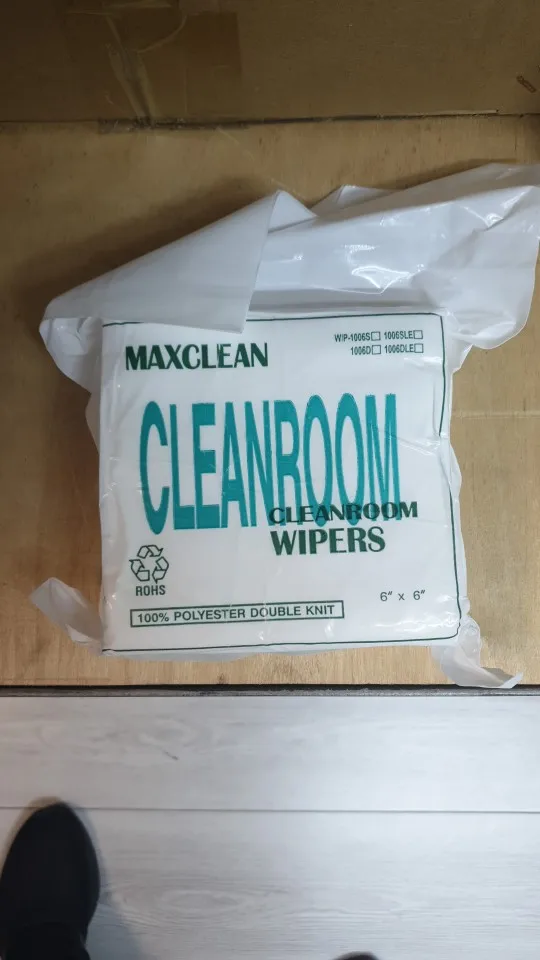 MAXCLEAN
WIP-1006S☐ 1006SLE☐
1006D☐ 1006DLE☐
CLEANROOM
CLEANROOM
WIPERS
ROHS
6" x 6"
100% POLYESTER DOUBLE KNIT